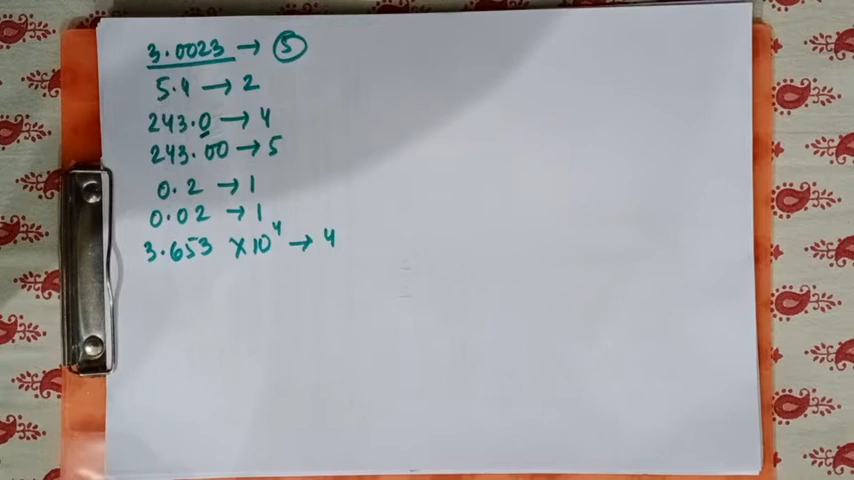 3.0023 → 5
5.4 → 2
243.0 → 4
243.00 → 5
0.2 → 1
0.02 → 1
3.653 ×10⁴ → 4